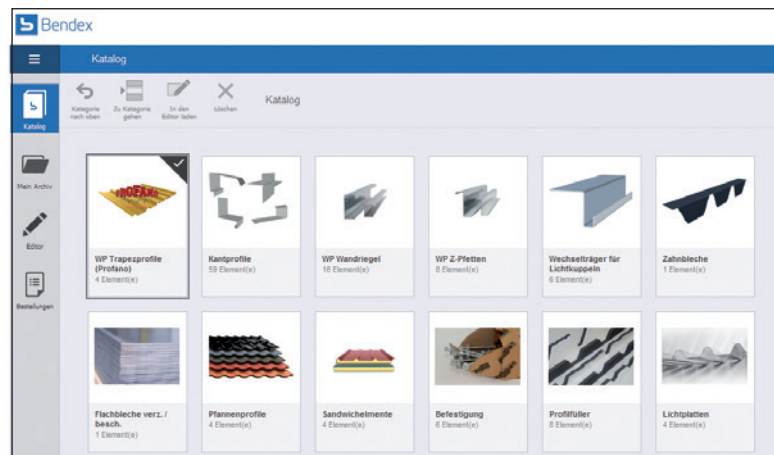 Bendex
Katalog
Kategorie
nach oben
Zu Kategorie
gehen
In den
Editor laden
Löschen
Katalog
Katalog
Mein Archiv
Editor
Bestellungen
PROFANO
WP Trapezprofile
(Profano)
4 Element(e)
Kantprofile
59 Element(e)
WP Wandriegel
16 Element(e)
WP Z-Pfetten
8 Element(e)
Wechselträger für
Lichtkuppeln
6 Element(e)
Zahnbleche
1 Element(e)
Flachbleche verz. /
besch.
1 Element(e)
Pfannenprofile
4 Element(e)
Sandwichelmente
4 Element(e)
Befestigung
6 Element(e)
Profilfüller
8 Element(e)
Lichtplatten
4 Element(e)